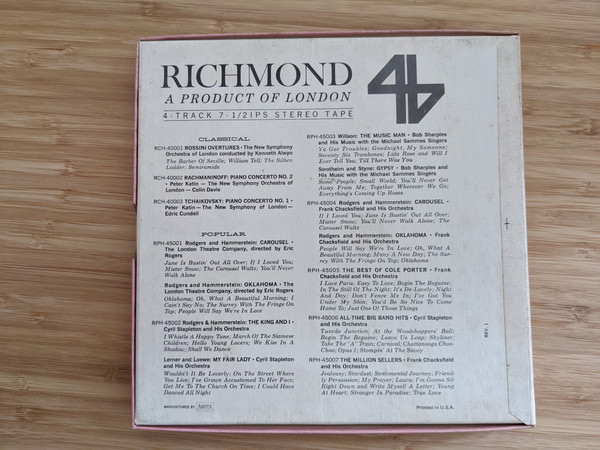 RICHMOND
A PRODUCT OF LONDON
4-TRACK 7-1/2 IPS STEREO TAPE
CLASSICAL
RCH-40001 ROSSINI OVERTURES • The New Symphony
Orchestra of London conducted by Kenneth Alwyn
The Barber Of Seville; William Tell; The Silken
Ladder; Semiramide
RCH-40002 RACHMANINOFF: PIANO CONCERTO NO. 2
• Peter Katin — The New Symphony Orchestra of
London — Colin Davis
RCH-40003 TCHAIKOVSKY: PIANO CONCERTO NO. 1 •
Peter Katin — The New Symphony of London —
Edric Cundell
POPULAR
RPH-45001 Rodgers and Hammerstein: CAROUSEL •
The London Theatre Company, directed by Eric
Rogers
June Is Bustin' Out All Over; If I Loved You;
Mister Snow; The Carousel Waltz; You'll Never
Walk Alone
Rodgers and Hammerstein: OKLAHOMA • The
London Theatre Company, directed by Eric Rogers
Oklahoma; Oh, What A Beautiful Morning; I
Cain't Say No; The Surrey With The Fringe On
Top; People Will Say We're In Love
RPH-45002 Rodgers & Hammerstein: THE KING AND I •
Cyril Stapleton and His Orchestra
I Whistle A Happy Tune; March Of The Siamese
Children; Hello Young Lovers; We Kiss In A
Shadow; Shall We Dance
Lerner and Loewe: MY FAIR LADY • Cyril Stapleton
and His Orchestra
Wouldn't It Be Loverly; On The Street Where
You Live; I've Grown Accustomed To Her Face;
Get Me To The Church On Time; I Could Have
Danced All Night
MANUFACTURED BY AMPEX
4b
RPH-45003 Willson: THE MUSIC MAN • Bob Sharples
and His Music with the Michael Sammes Singers
Ya Got Trouble; Goodnight, My Someone;
Seventy Six Trombones; Lida Rose and Will I
Ever Tell You; Till There Was You
Sondheim and Styne: GYPSY • Bob Sharples and
His Music with the Michael Sammes Singers
Some People; Small World; You'll Never Get
Away From Me; Together Wherever We Go;
Everything's Coming Up Roses
RPH-45004 Rodgers and Hammerstein: CAROUSEL •
Frank Chacksfield and His Orchestra
If I Loved You; June Is Bustin' Out All Over;
Mister Snow; You'll Never Walk Alone; The
Carousel Waltz
Rodgers and Hammerstein: OKLAHOMA • Frank
Chacksfield and His Orchestra
People Will Say We're In Love; Oh, What A
Beautiful Morning; Many A New Day; The Sur-
rey With The Fringe On Top; Oklahoma
RPH-45005 THE BEST OF COLE PORTER • Frank
Chacksfield and His Orchestra
I Love Paris; Easy To Love; Begin The Beguine;
In The Still Of The Night; It's De-Lovely; Night
And Day; Don't Fence Me In; I've Got You
Under My Skin; You'd Be So Nice To Come
Home To; Just One Of Those Things
RPH-45006 ALL-TIME BIG BAND HITS • Cyril Stapleton
and His Orchestra
Tuxedo Junction; At the Woodchoppers' Ball;
Begin The Beguine; Leave Us Leap; Skyliner;
Take The "A" Train; Carnical; Chattanooga Choo
Choo; Opus 1; Stompin' At The Savoy
RPH-45007 THE MILLION SELLERS • Frank Chacksfield
and His Orchestra
Jealousy; Stardust; Sentimental Journey; Friend-
ly Persuasion; My Prayer; Laura; I'm Gonna Sit
Right Down and Write Myself A Letter; Young
At Heart; Stranger In Paradise; True Love
Printed in U.S.A.